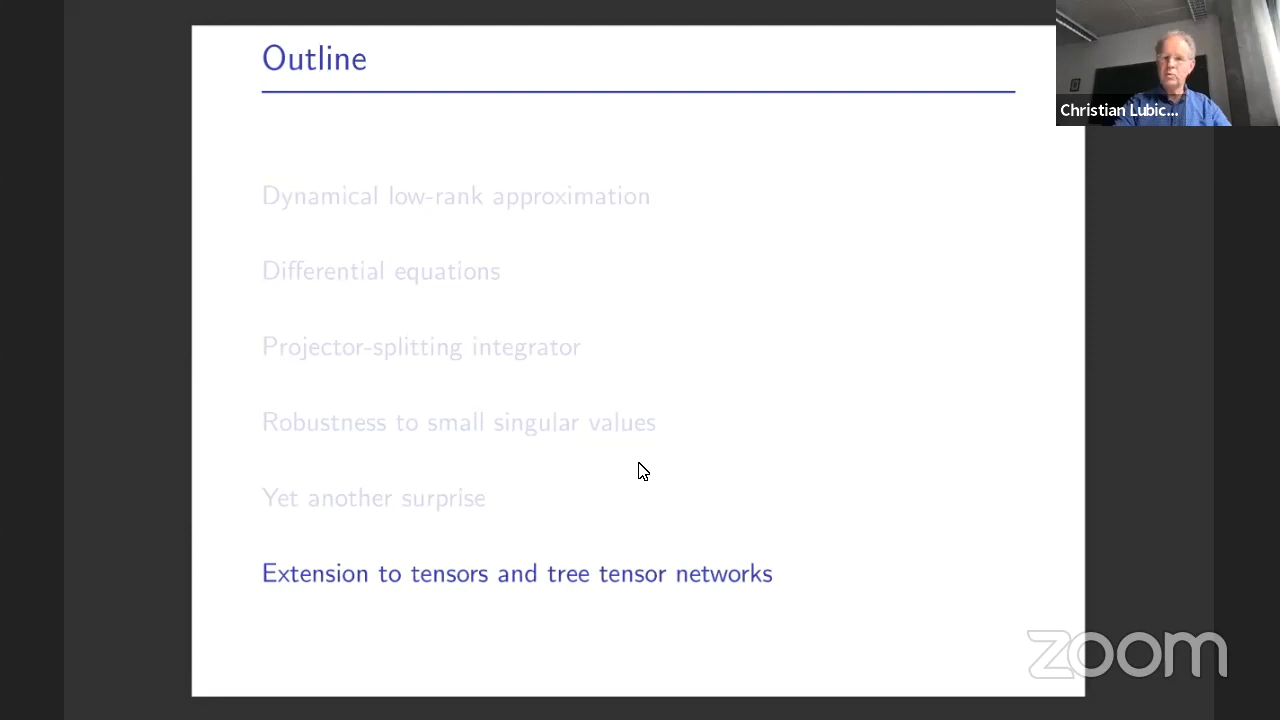 Outline
Christian Lubic...
Dynamical low-rank approximation
Differential equations
Projector-splitting integrator
Robustness to small singular values
Yet another surprise
Extension to tensors and tree tensor networks
zoom